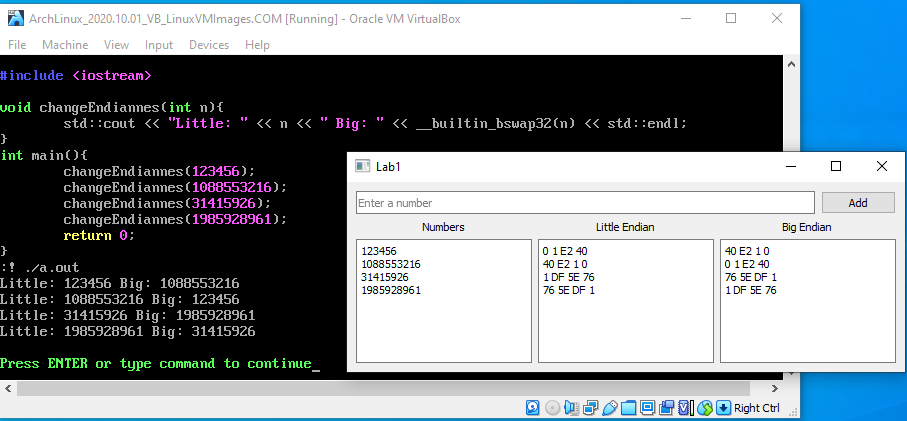 ArchLinux_2020.10.01_VB_LinuxVMImages.COM [Running] - Oracle VM VirtualBox
File Machine View Input Devices Help
#include <iostream>
void changeEndiannes(int n){
std::cout << "Little: " << n << " Big: " << __builtin_bswap32(n) << std::endl;
}
int main(){
changeEndiannes(123456);
changeEndiannes(1088553216);
changeEndiannes(31415926);
changeEndiannes(1985928961);
return 0;
}
:! ./a.out
Little: 123456 Big: 1088553216
Little: 1088553216 Big: 123456
Little: 31415926 Big: 1985928961
Little: 1985928961 Big: 31415926
Press ENTER or type command to continue_
Right Ctrl
Lab1
Enter a number Add
Numbers Little Endian Big Endian
123456 0 1 E2 40 40 E2 1 0
1088553216 40 E2 1 0 0 1 E2 40
31415926 1 DF 5E 76 76 5E DF 1
1985928961 76 5E DF 1 1 DF 5E 76